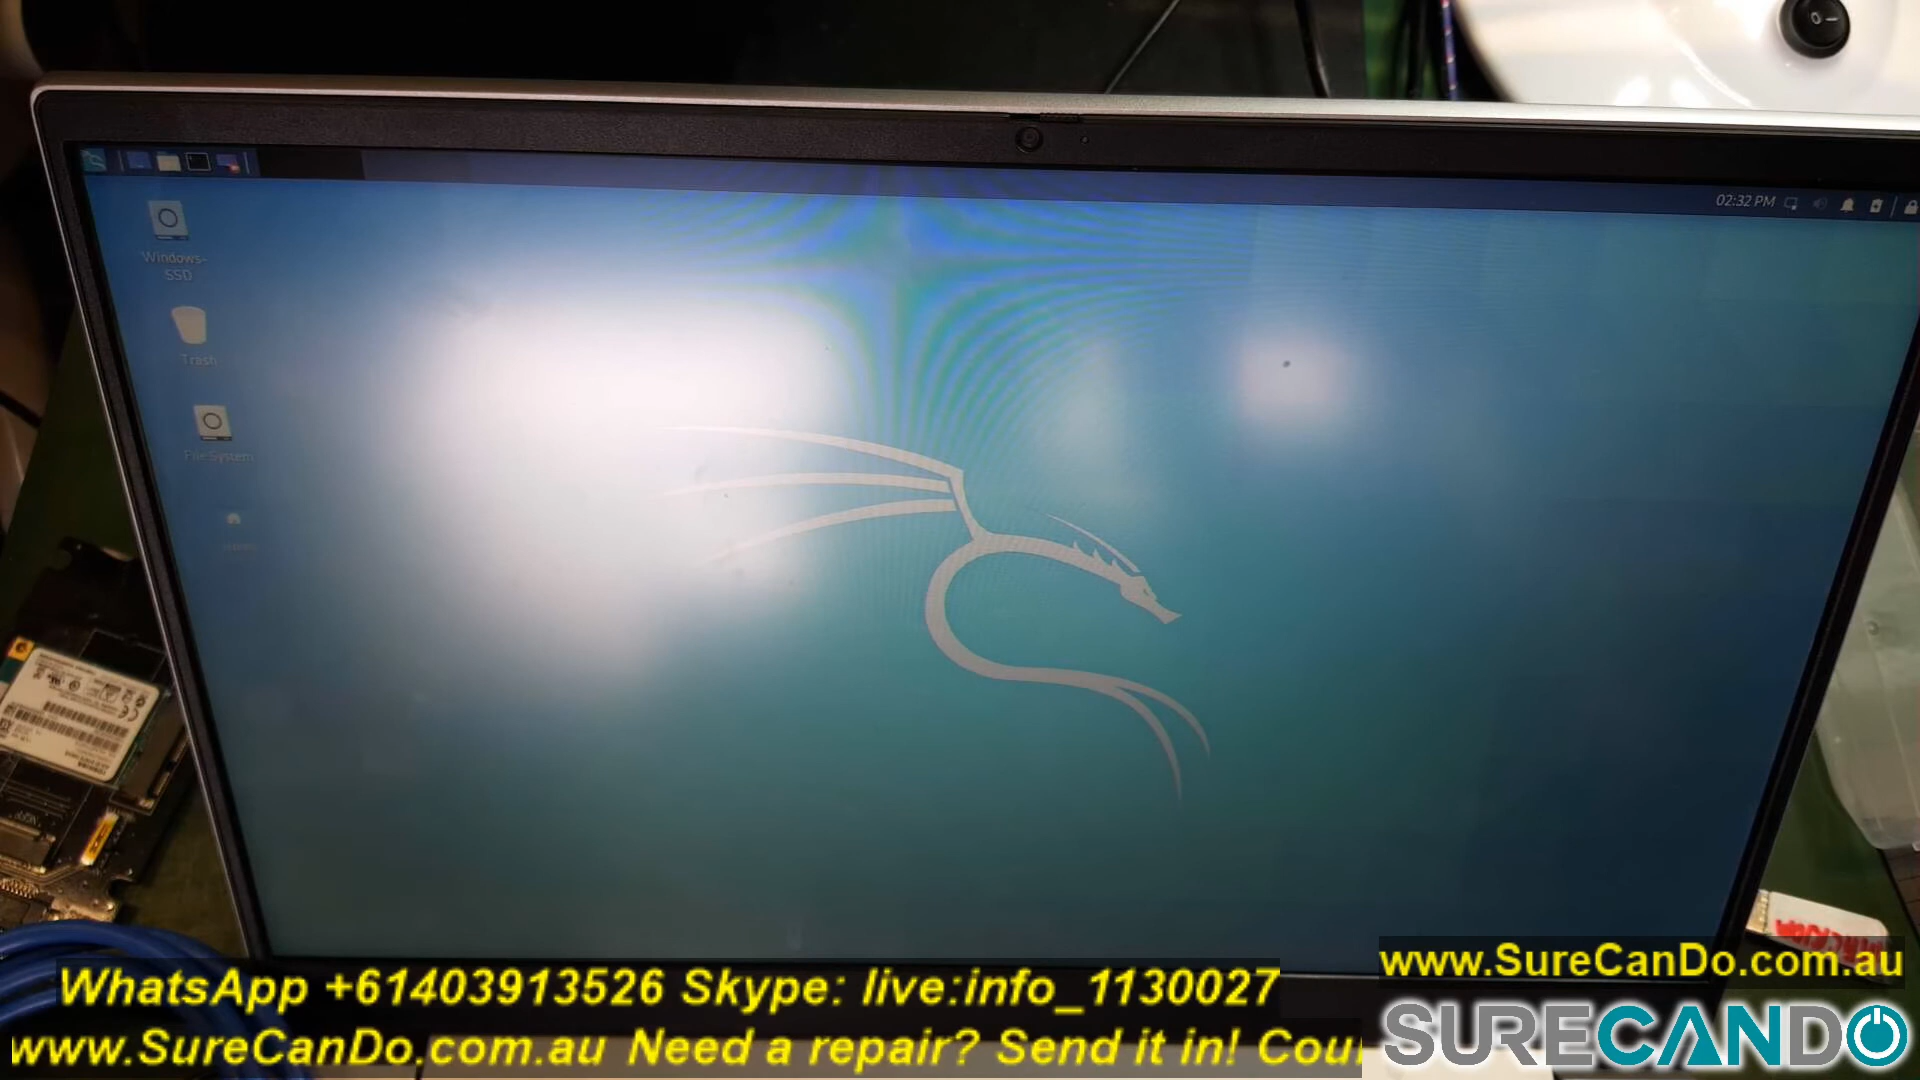 02:32 PM
Windows-
SSD
Trash
File System
WhatsApp +61403913526 Skype: live:info_1130027
www.SureCanDo.com.au
www.SureCanDo.com.au Need a repair? Send it in! Cour
SURECANDO